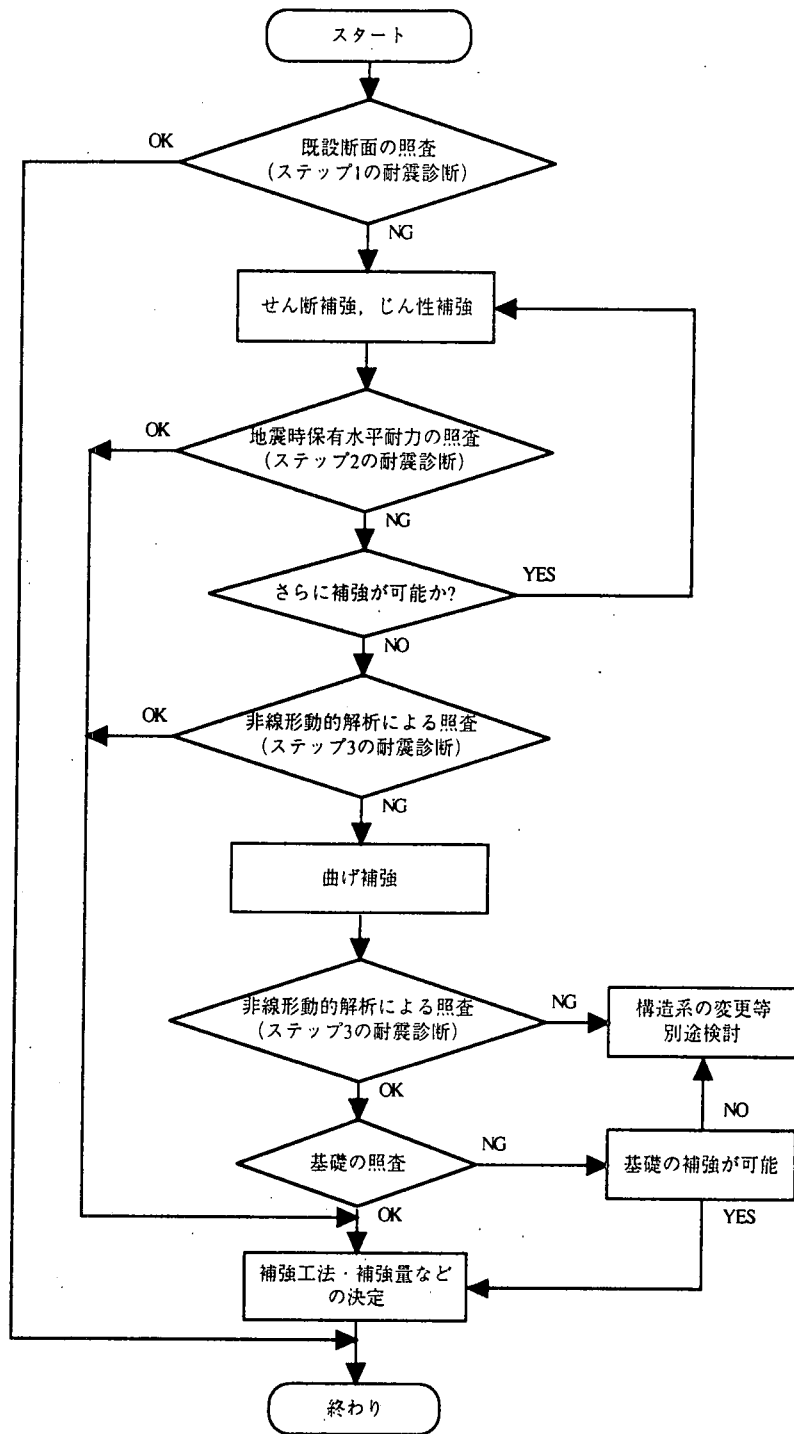 スタート
OK
既設断面の照査
(ステップ1の耐震診断)
NG
せん断補強，じん性補強
OK
地震時保有水平耐力の照査
(ステップ2の耐震診断)
NG
さらに補強が可能か?
YES
NO
OK
非線形動的解析による照査
(ステップ3の耐震診断)
NG
曲げ補強
非線形動的解析による照査
(ステップ3の耐震診断)
NG
構造系の変更等
別途検討
OK
NO
基礎の照査
NG
基礎の補強が可能
OK
YES
補強工法・補強量などの決定
終わり